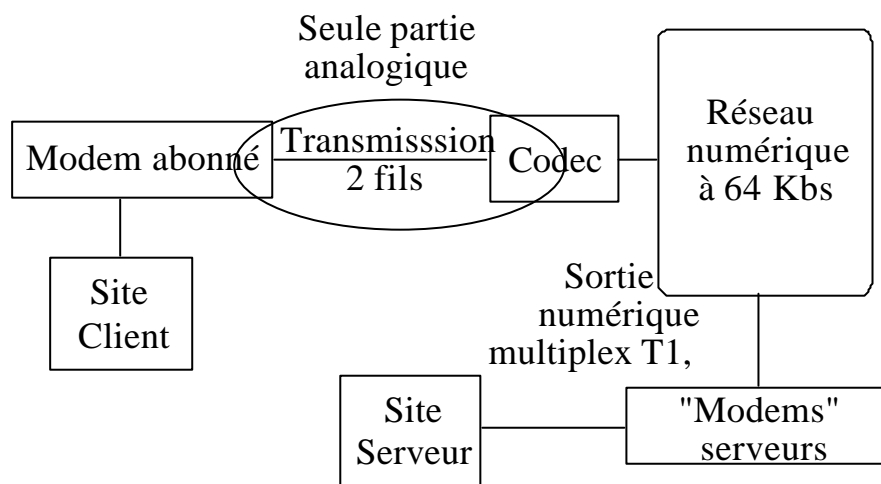 Seule partie
analogique
Modem abonné
Transmisssion
2 fils
Codec
Réseau
numérique
à 64 Kbs
Site
Client
Sortie
numérique
multiplex T1,
Site
Serveur
"Modems"
serveurs